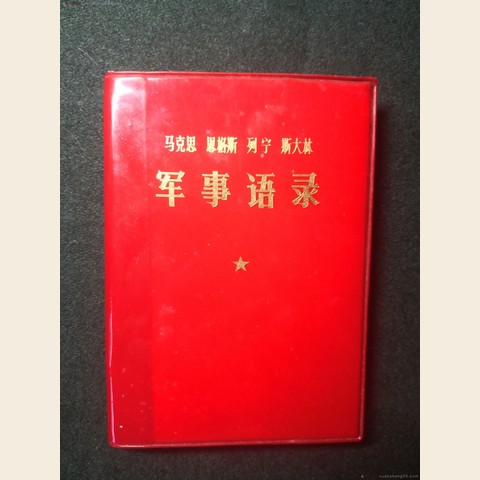 马克思 恩格斯 列宁 斯大林
军事语录